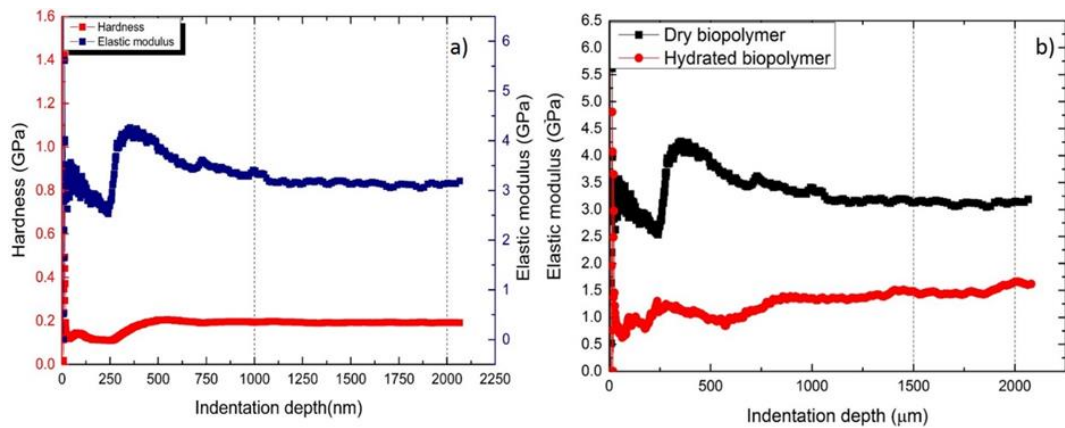 a)
Hardness
Elastic modulus
Hardness (GPa)
1.6
1.4
1.2
1.0
0.8
0.6
0.4
0.2
0.0
6
5
4
3
2
1
0
Elastic modulus (GPa)
0 250 500 750 1000 1250 1500 1750 2000 2250
Indentation depth(nm)
b)
Dry biopolymer
Hydrated biopolymer
Elastic modulus (GPa)
6.5
6.0
5.5
5.0
4.5
4.0
3.5
3.0
2.5
2.0
1.5
1.0
0.5
0.0
0 500 1000 1500 2000
Indentation depth (μm)